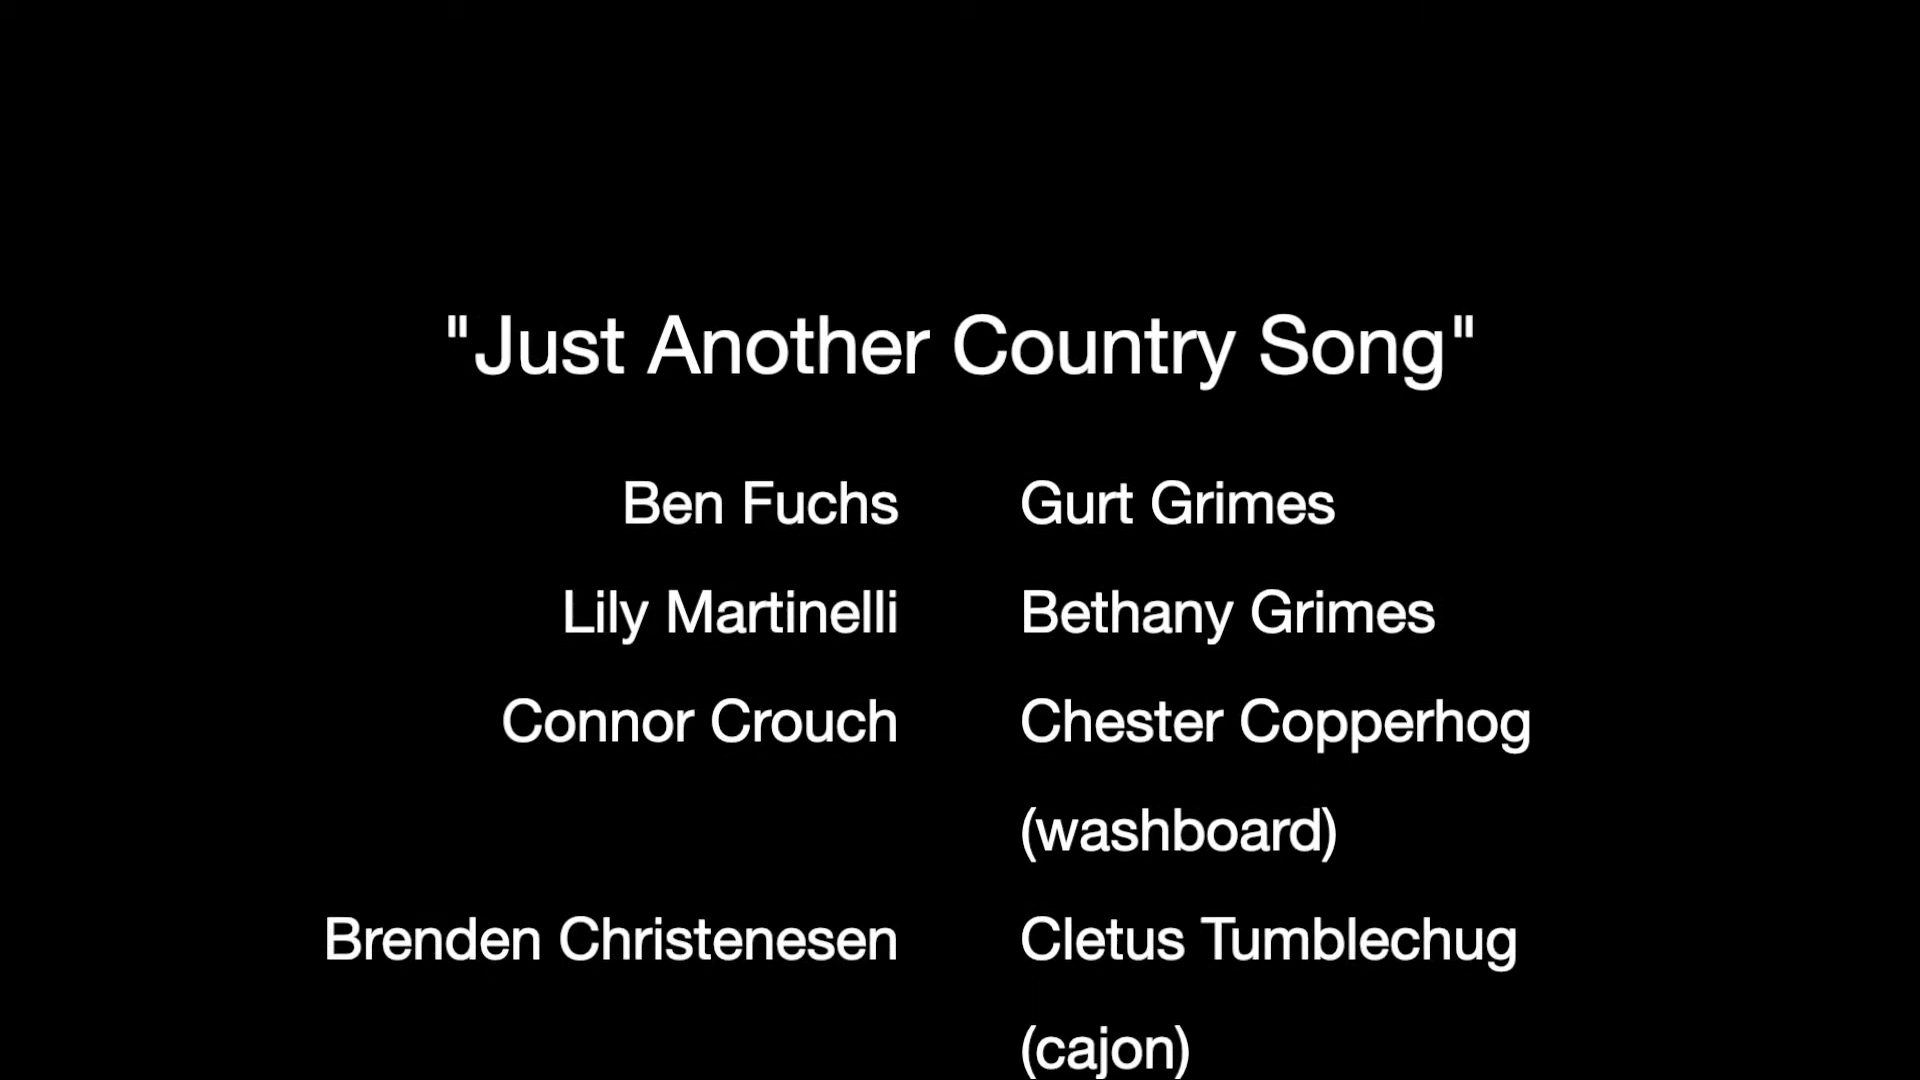 "Just Another Country Song"
Ben Fuchs Gurt Grimes
Lily Martinelli Bethany Grimes
Connor Crouch Chester Copperhog
(washboard)
Brenden Christenesen Cletus Tumblechug
(cajon)